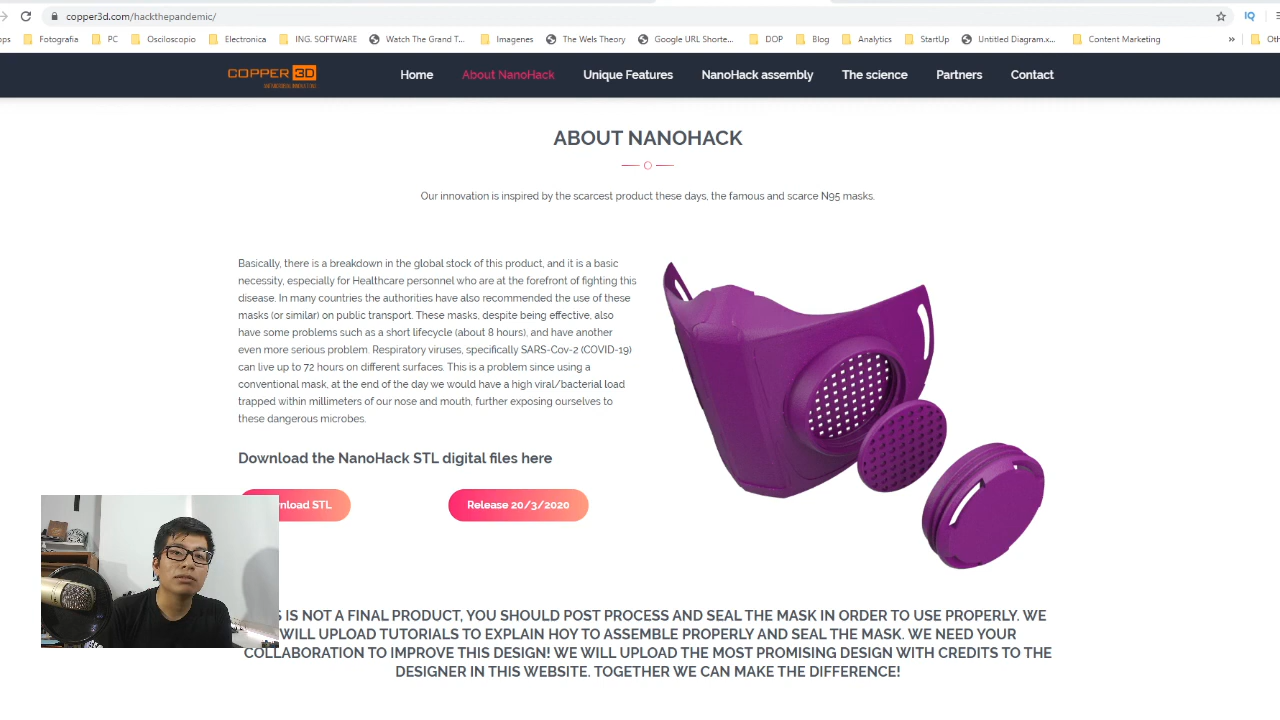 copper3d.com/hackthepandemic/
IQ
Fotografia PC Osciloscopio Electronica ING. SOFTWARE Watch The Grand T... Imagenes The Wels Theory Google URL Shorte... DOP Blog Analytics StartUp Untitled Diagram.x... Content Marketing »
COPPER 3D
Home About NanoHack Unique Features NanoHack assembly The science Partners Contact
ABOUT NANOHACK
Our innovation is inspired by the scarcest product these days, the famous and scarce N95 masks.
Basically, there is a breakdown in the global stock of this product, and it is a basic
necessity, especially for Healthcare personnel who are at the forefront of fighting this
disease. In many countries the authorities have also recommended the use of these
masks (or similar) on public transport. These masks, despite being effective, also
have some problems such as a short lifecycle (about 8 hours), and have another
even more serious problem. Respiratory viruses, specifically SARS-Cov-2 (COVID-19)
can live up to 72 hours on different surfaces. This is a problem since using a
conventional mask, at the end of the day we would have a high viral/bacterial load
trapped within millimeters of our nose and mouth, further exposing ourselves to
these dangerous microbes.
Download the NanoHack STL digital files here
nload STL
Release 20/3/2020
S IS NOT A FINAL PRODUCT, YOU SHOULD POST PROCESS AND SEAL THE MASK IN ORDER TO USE PROPERLY. WE
WILL UPLOAD TUTORIALS TO EXPLAIN HOY TO ASSEMBLE PROPERLY AND SEAL THE MASK. WE NEED YOUR
COLLABORATION TO IMPROVE THIS DESIGN! WE WILL UPLOAD THE MOST PROMISING DESIGN WITH CREDITS TO THE
DESIGNER IN THIS WEBSITE. TOGETHER WE CAN MAKE THE DIFFERENCE!